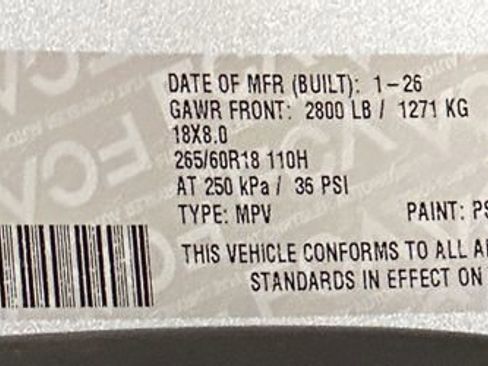 DATE OF MFR (BUILT): 1-26
GAWR FRONT: 2800 LB / 1271 KG
18X8.0
265/60R18 110H
AT 250 kPa / 36 PSI
TYPE: MPV PAINT:
THIS VEHICLE CONFORMS TO ALL
STANDARDS IN EFFECT ON